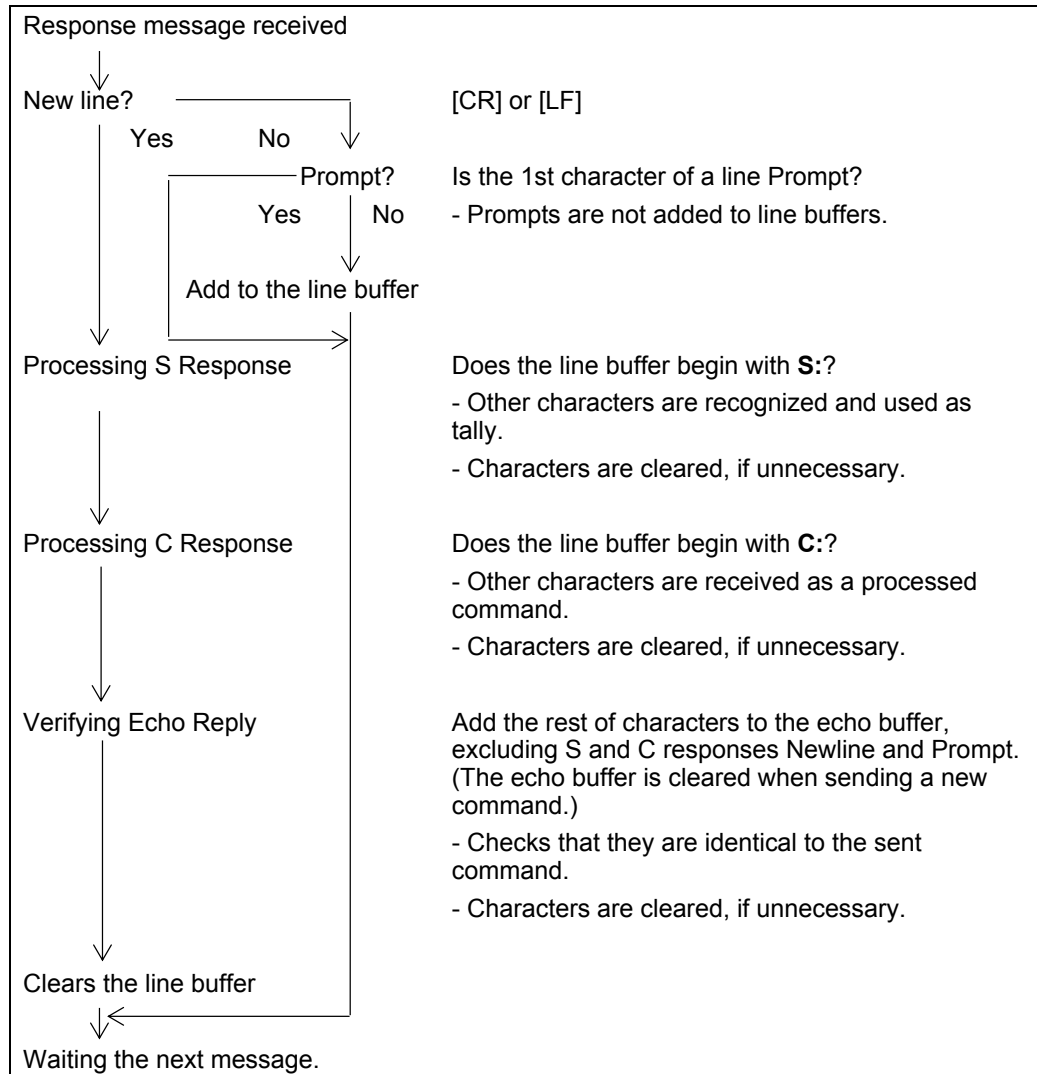 Response message received
New line? [CR] or [LF]
Yes No
Prompt? Is the 1st character of a line Prompt?
Yes No - Prompts are not added to line buffers.
Add to the line buffer
Processing S Response Does the line buffer begin with S:?
- Other characters are recognized and used as
tally.
- Characters are cleared, if unnecessary.
Processing C Response Does the line buffer begin with C:?
- Other characters are received as a processed
command.
- Characters are cleared, if unnecessary.
Verifying Echo Reply Add the rest of characters to the echo buffer,
excluding S and C responses Newline and Prompt.
(The echo buffer is cleared when sending a new
command.)
- Checks that they are identical to the sent
command.
- Characters are cleared, if unnecessary.
Clears the line buffer
Waiting the next message.